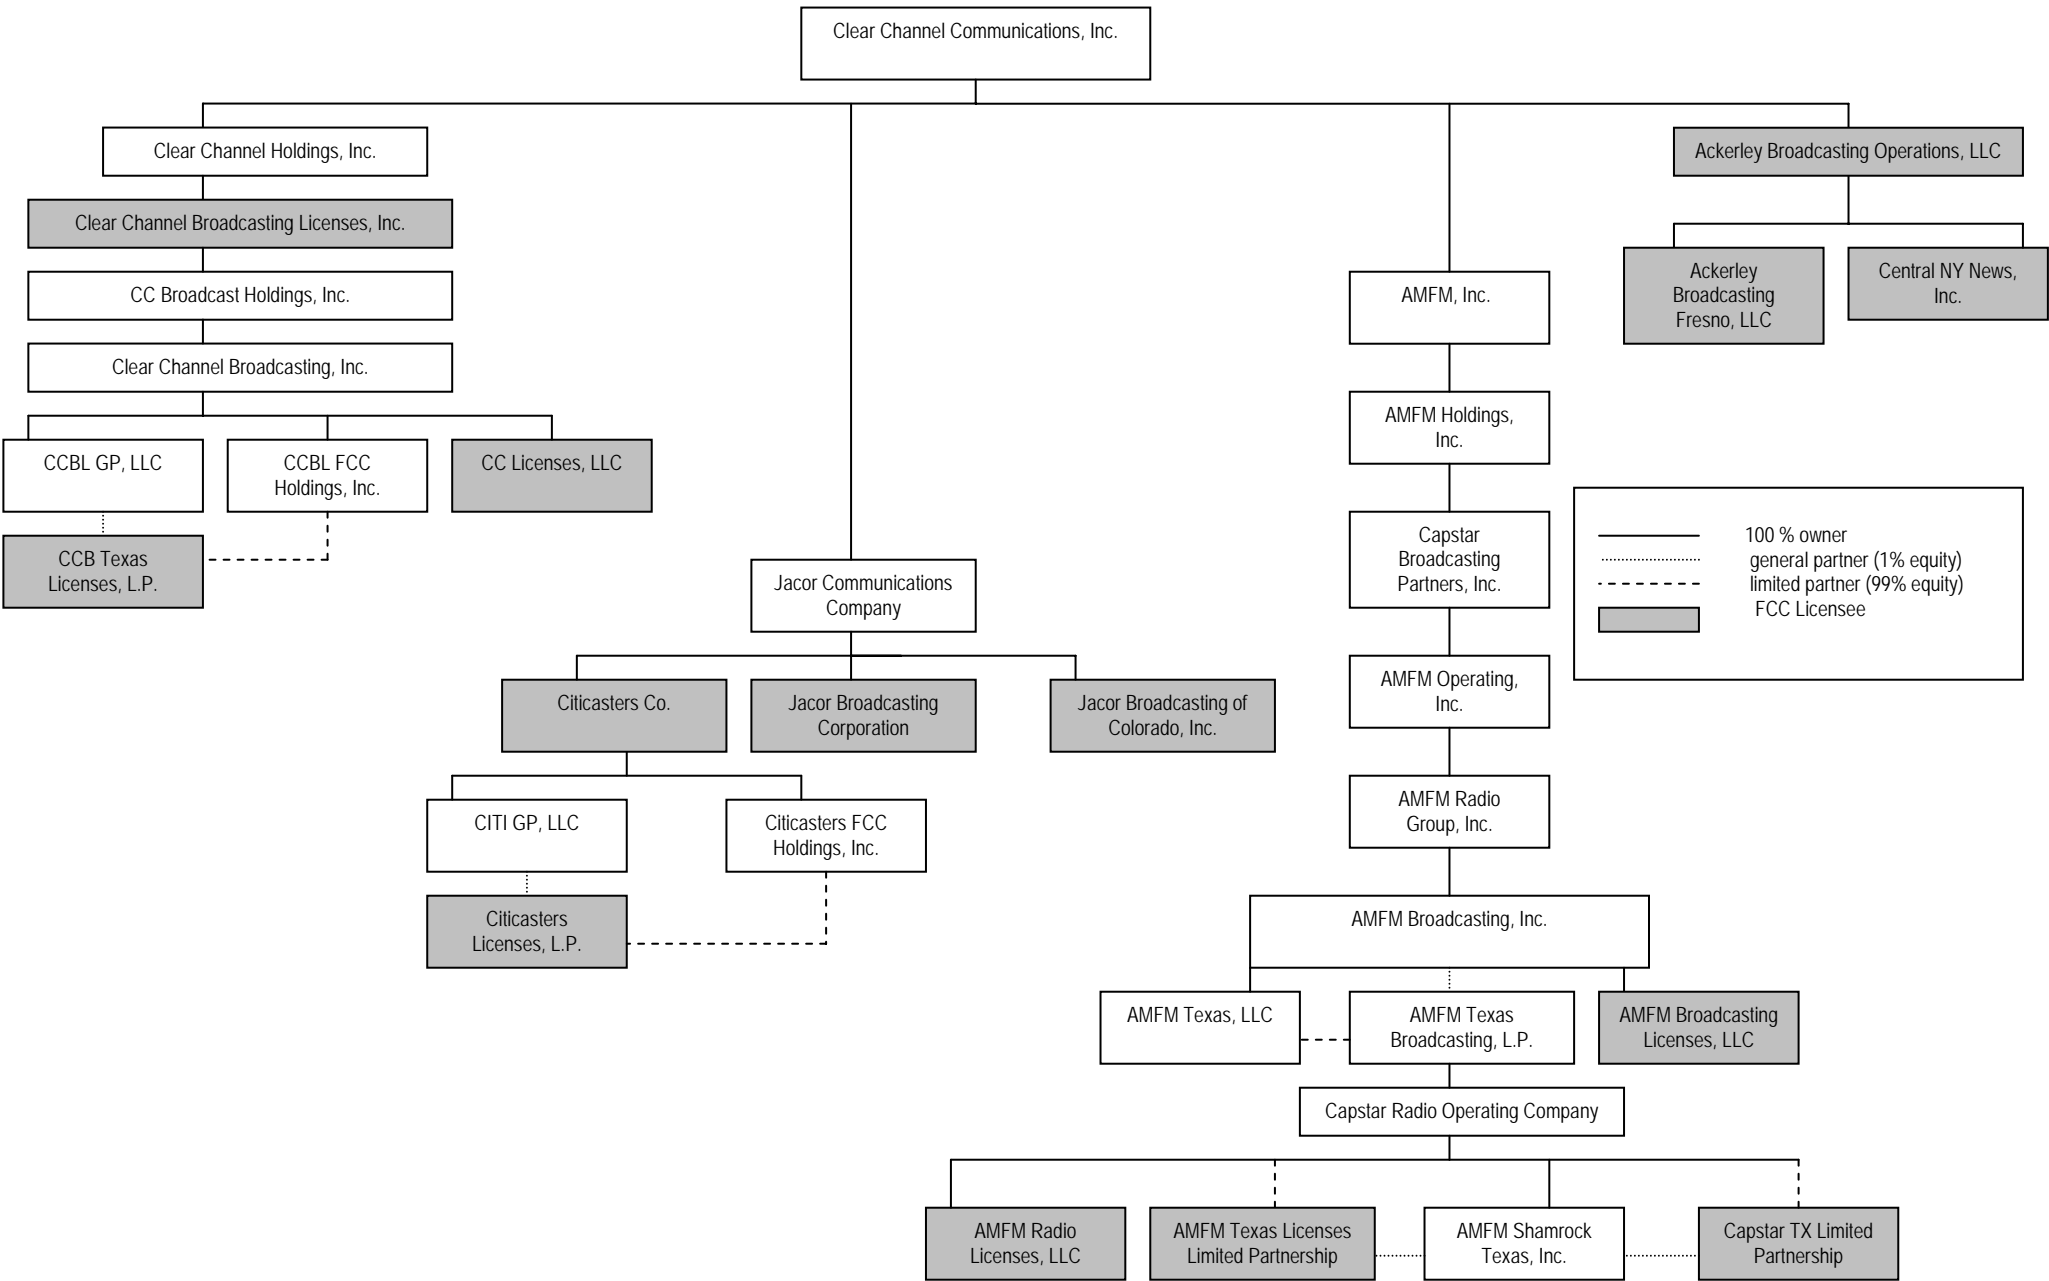 Clear Channel Communications, Inc.
Clear Channel Holdings, Inc.
Ackerley Broadcasting Operations, LLC
Clear Channel Broadcasting Licenses, Inc.
CC Broadcast Holdings, Inc.
Clear Channel Broadcasting, Inc.
AMFM, Inc.
Ackerley
Broadcasting
Fresno, LLC
Central NY News,
Inc.
AMFM Holdings,
Inc.
CCBL GP, LLC
CCBL FCC
Holdings, Inc.
CC Licenses, LLC
CCB Texas
Licenses, L.P.
Capstar
Broadcasting
Partners, Inc.
100 % owner
general partner (1% equity)
limited partner (99% equity)
FCC Licensee
Jacor Communications
Company
AMFM Operating,
Inc.
Citicasters Co.
Jacor Broadcasting
Corporation
Jacor Broadcasting of
Colorado, Inc.
CITI GP, LLC
Citicasters FCC
Holdings, Inc.
AMFM Radio
Group, Inc.
Citicasters
Licenses, L.P.
AMFM Broadcasting, Inc.
AMFM Texas, LLC
AMFM Texas
Broadcasting, L.P.
AMFM Broadcasting
Licenses, LLC
Capstar Radio Operating Company
AMFM Radio
Licenses, LLC
AMFM Texas Licenses
Limited Partnership
AMFM Shamrock
Texas, Inc.
Capstar TX Limited
Partnership